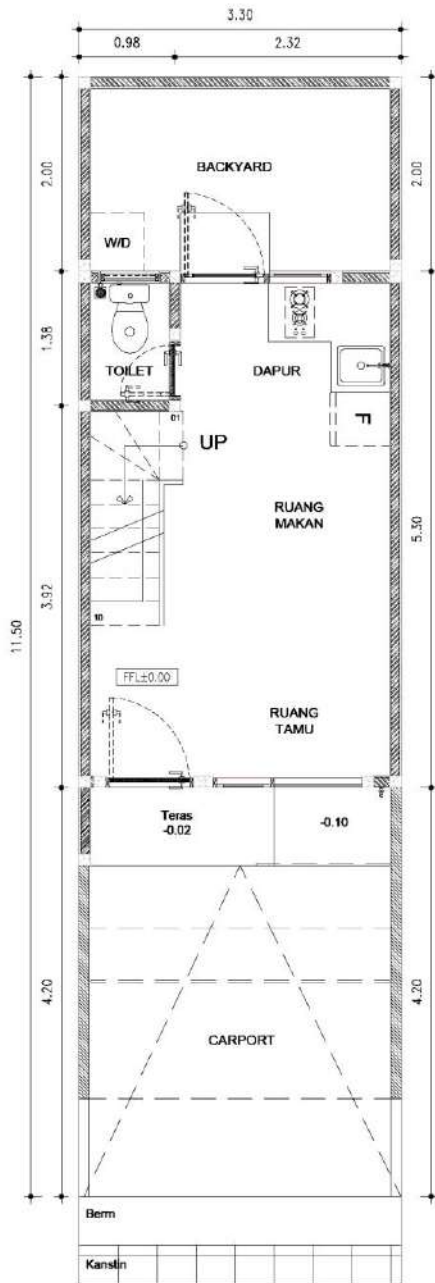 3.30
0.98
2.32
2.00
2.00
BACKYARD
W/D
1.38
TOILET
DAPUR
F
01
UP
RUANG
MAKAN
5.30
3.92
11.50
10
FFL±0.00
RUANG
TAMU
Teras
-0.02
-0.10
4.20
4.20
CARPORT
Berm
Kanstin